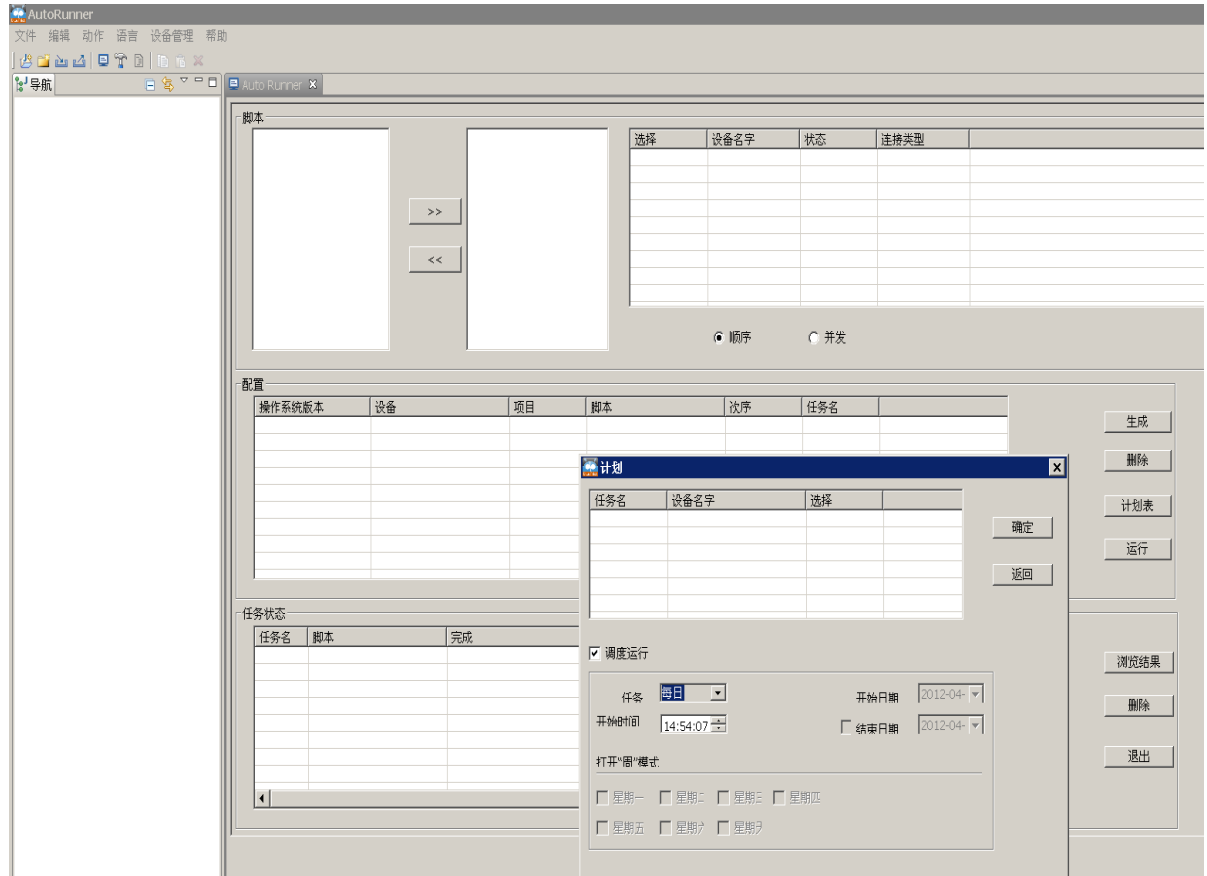 AutoRunner
文件 编辑 动作 语言 设备管理 帮助
导航
Auto Runner
脚本
选择 设备名字 状态 连接类型
>>
<<
顺序 并发
配置
操作系统版本 设备 项目 脚本 次序 任务名
生成
删除
计划表
运行
计划
任务名 设备名字 选择
确定
返回
调度运行
任务 每日 开始日期 2012-04-
开始时间 14:54:07 结束日期 2012-04-
打开"周"模式:
星期一 星期二 星期三 星期四
星期五 星期六 星期日
任务状态
任务名 脚本 完成
浏览结果
删除
退出